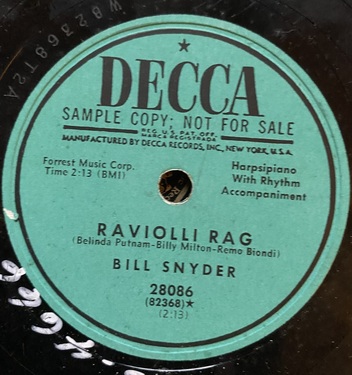 W 82368 T2A
★
DECCA
SAMPLE COPY; NOT FOR SALE
REG. U.S. PAT. OFF.
MARCA REGISTRADA
MANUFACTURED BY DECCA RECORDS, INC., NEW YORK, U.S.A.
Forrest Music Corp.
Time 2:13 (BMI)
Harpsipiano
With Rhythm
Accompaniment
RAVIOLLI RAG
(Belinda Putnam-Billy Milton-Remo Biondi)
BILL SNYDER
28086
(82368)★
(2:13)